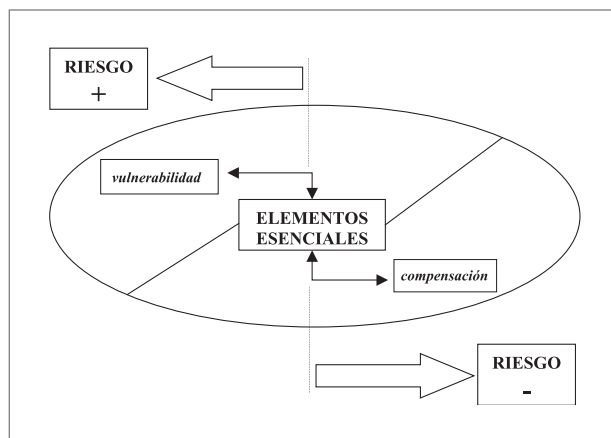 RIESGO
+
vulnerabilidad
ELEMENTOS
ESENCIALES
compensación
RIESGO
-